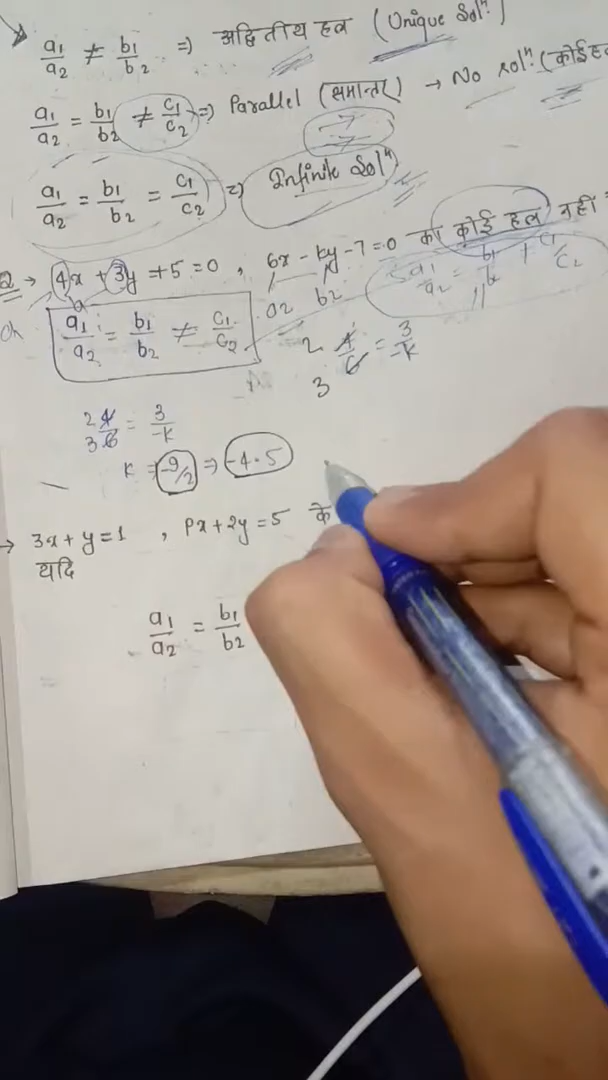 a₁/a₂ ≠ b₁/b₂ ⇒ अद्वितीय हल (Unique Solⁿ.)
a₁/a₂ = b₁/b₂ ≠ c₁/c₂ ⇒ Parallel (समान्तर) → No solⁿ. (कोई हल
a₁/a₂ = b₁/b₂ = c₁/c₂ ⇒ Infinite Solⁿ
Q → 4x + 3y + 5 = 0 , 6x - ky - 7 = 0 का कोई हल नहीं
a₂ b₂
a₁/a₂ = b₁/b₂ ≠ c₁/c₂
2 4/6 = 3/-k
3
2 4/3 6 = 3/-k
k = -9/2 ⇒ -4.5
→ 3x + y = 1 , Px + 2y = 5 के
यदि
a₁/a₂ = b₁/b₂